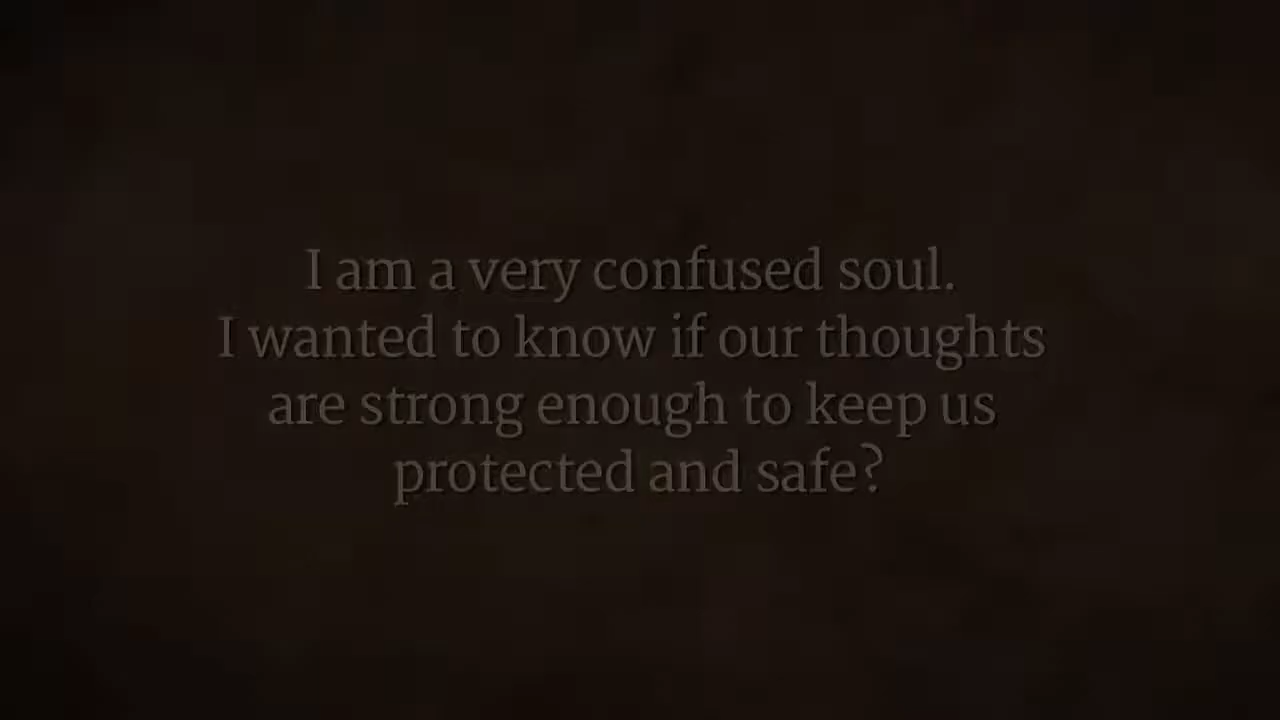 I am a very confused soul.
I wanted to know if our thoughts
are strong enough to keep us
protected and safe?